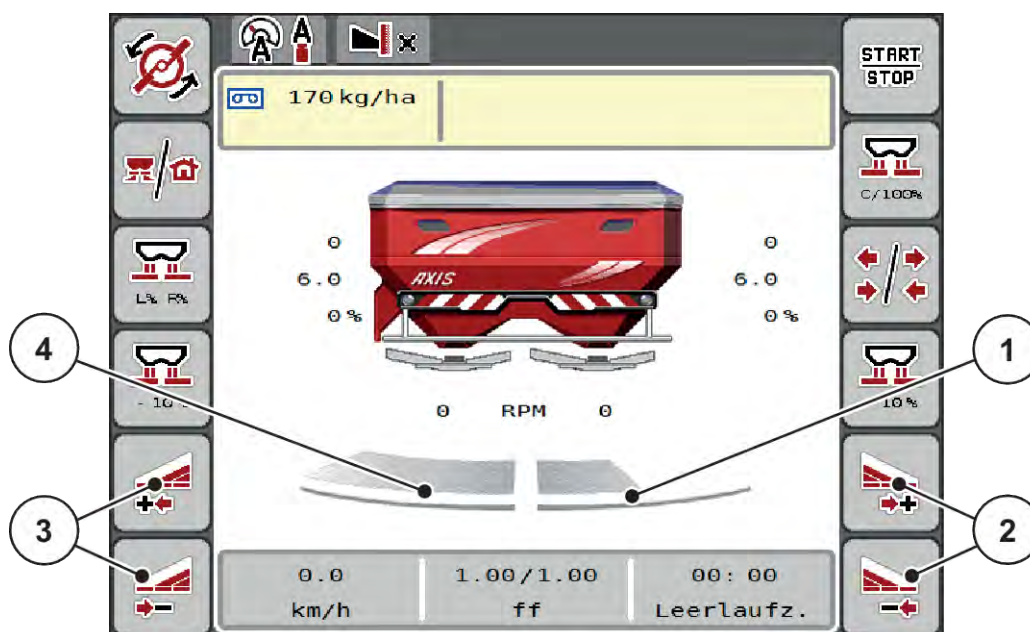 A A
START
STOP
170 kg/ha
C/100%
0 0
6.0 AXIS 6.0
0% 0%
L% R%
4
1
- 10%
10%
0 RPM 0
3
2
0.0 1.00/1.00 00:00
km/h ff Leerlaufz.